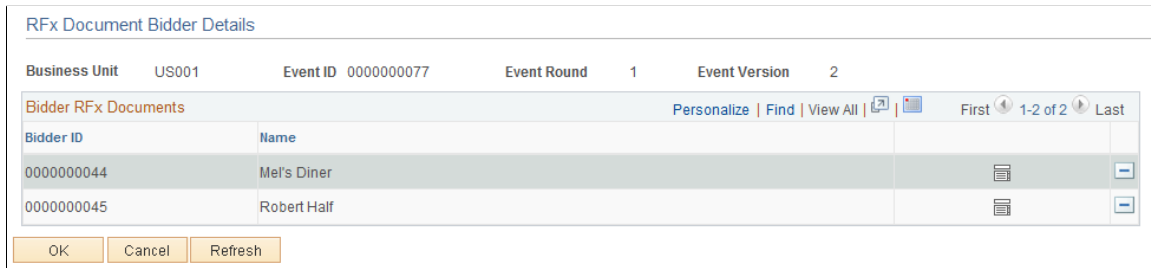 RFx Document Bidder Details
Business Unit US001 Event ID 0000000077 Event Round 1 Event Version 2
Bidder RFx Documents Personalize | Find | View All | | First 1-2 of 2 Last
Bidder ID Name
0000000044 Mel's Diner
0000000045 Robert Half
OK Cancel Refresh